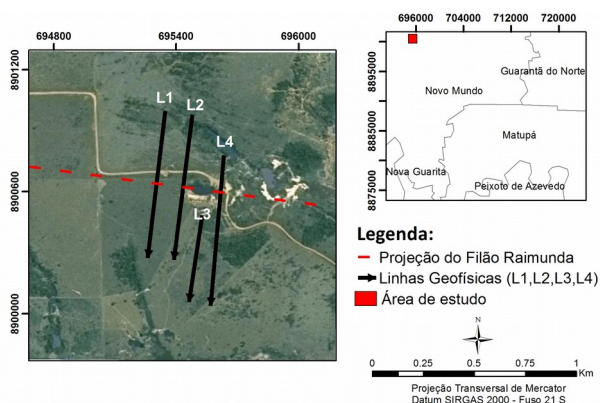 694800 695400 696000
8901200
8900600
8900000
L1
L2
L4
L3
696000 704000 712000 720000
8895000
8885000
8875000
Guarantã do Norte
Novo Mundo
Matupá
Nova Guarita
Peixoto de Azevedo
Legenda:
Projeção do Filão Raimunda
Linhas Geofísicas (L1,L2,L3,L4)
Área de estudo
N
0 0.25 0.5 0.75 1
Km
Projeção Transversal de Mercator
Datum SIRGAS 2000 - Fuso 21 S